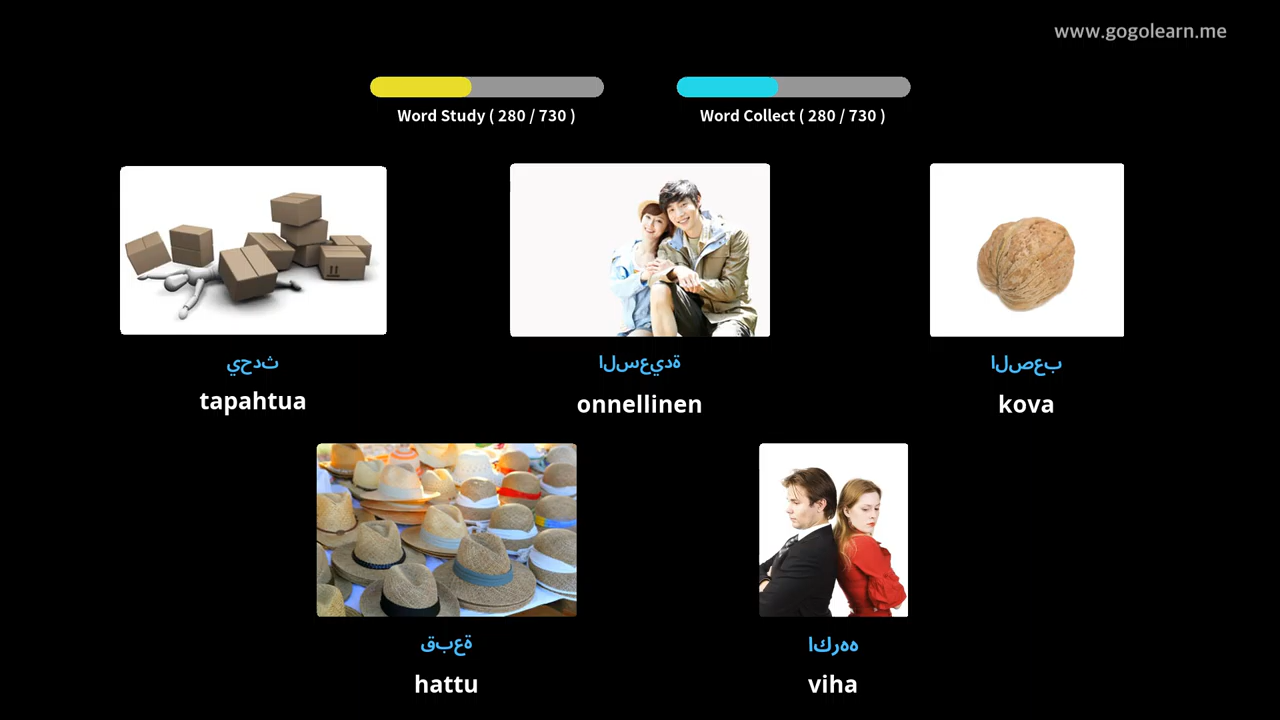 www.gogolearn.me
Word Study ( 280 / 730 )
Word Collect ( 280 / 730 )
يحدث
tapahtua
السعيدة
onnellinen
الصعب
kova
قبعة
hattu
اكرهه
viha